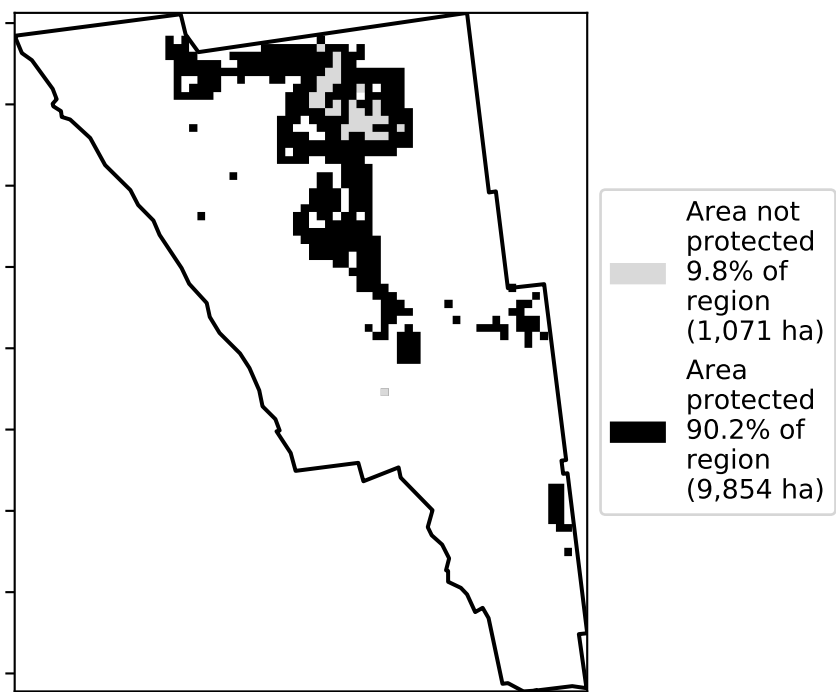 Area not
protected
9.8% of
region
(1,071 ha)
Area
protected
90.2% of
region
(9,854 ha)